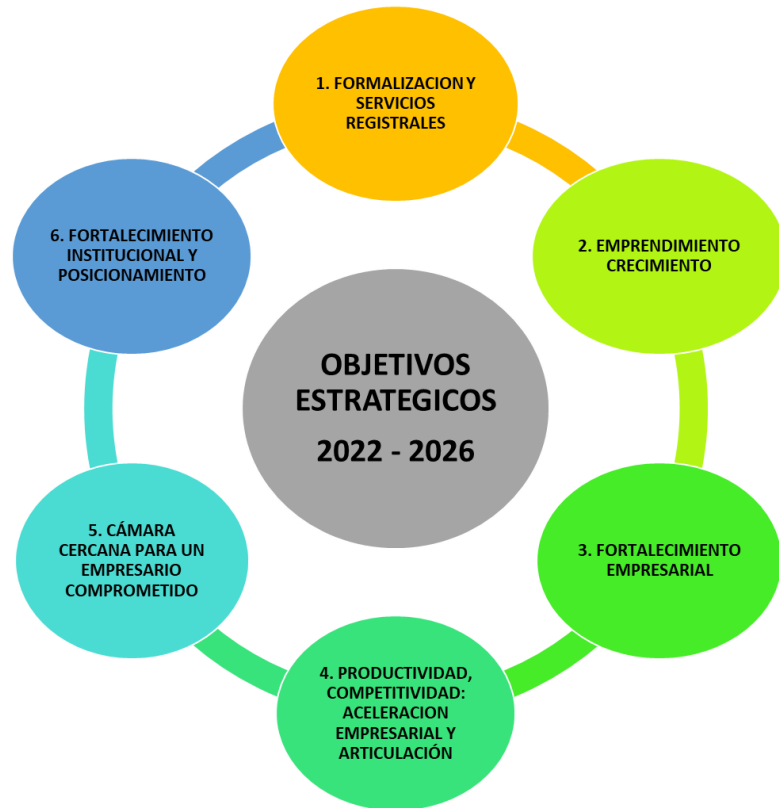 1. FORMALIZACION Y
SERVICIOS
REGISTRALES
2. EMPRENDIMIENTO
CRECIMIENTO
3. FORTALECIMIENTO
EMPRESARIAL
4. PRODUCTIVIDAD,
COMPETITIVIDAD:
ACELERACION
EMPRESARIAL Y
ARTICULACIÓN
5. CÁMARA
CERCANA PARA UN
EMPRESARIO
COMPROMETIDO
6. FORTALECIMIENTO
INSTITUCIONAL Y
POSICIONAMIENTO
OBJETIVOS
ESTRATEGICOS
2022 - 2026